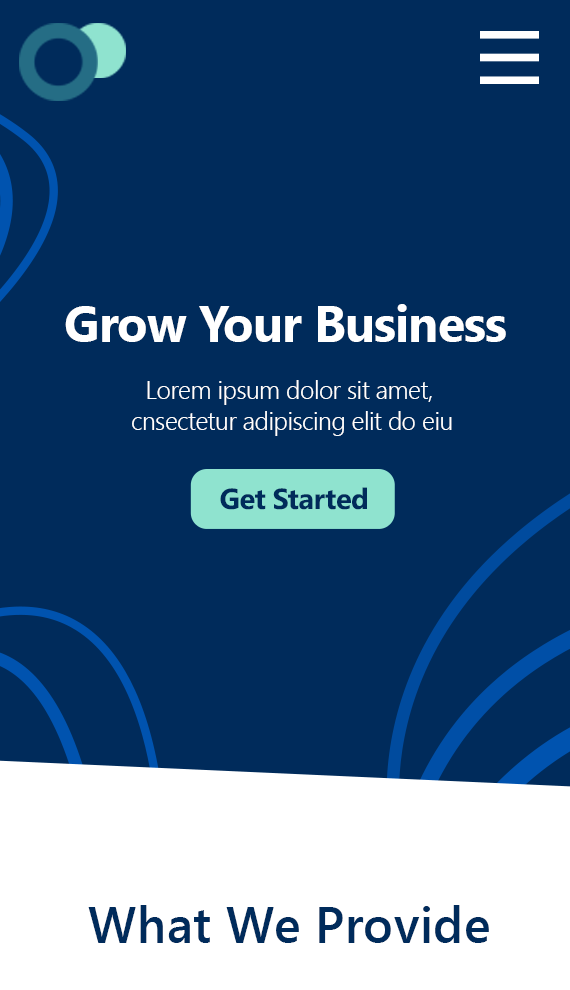 Grow Your Business
Lorem ipsum dolor sit amet,
cnsectetur adipiscing elit do eiu
Get Started
What We Provide